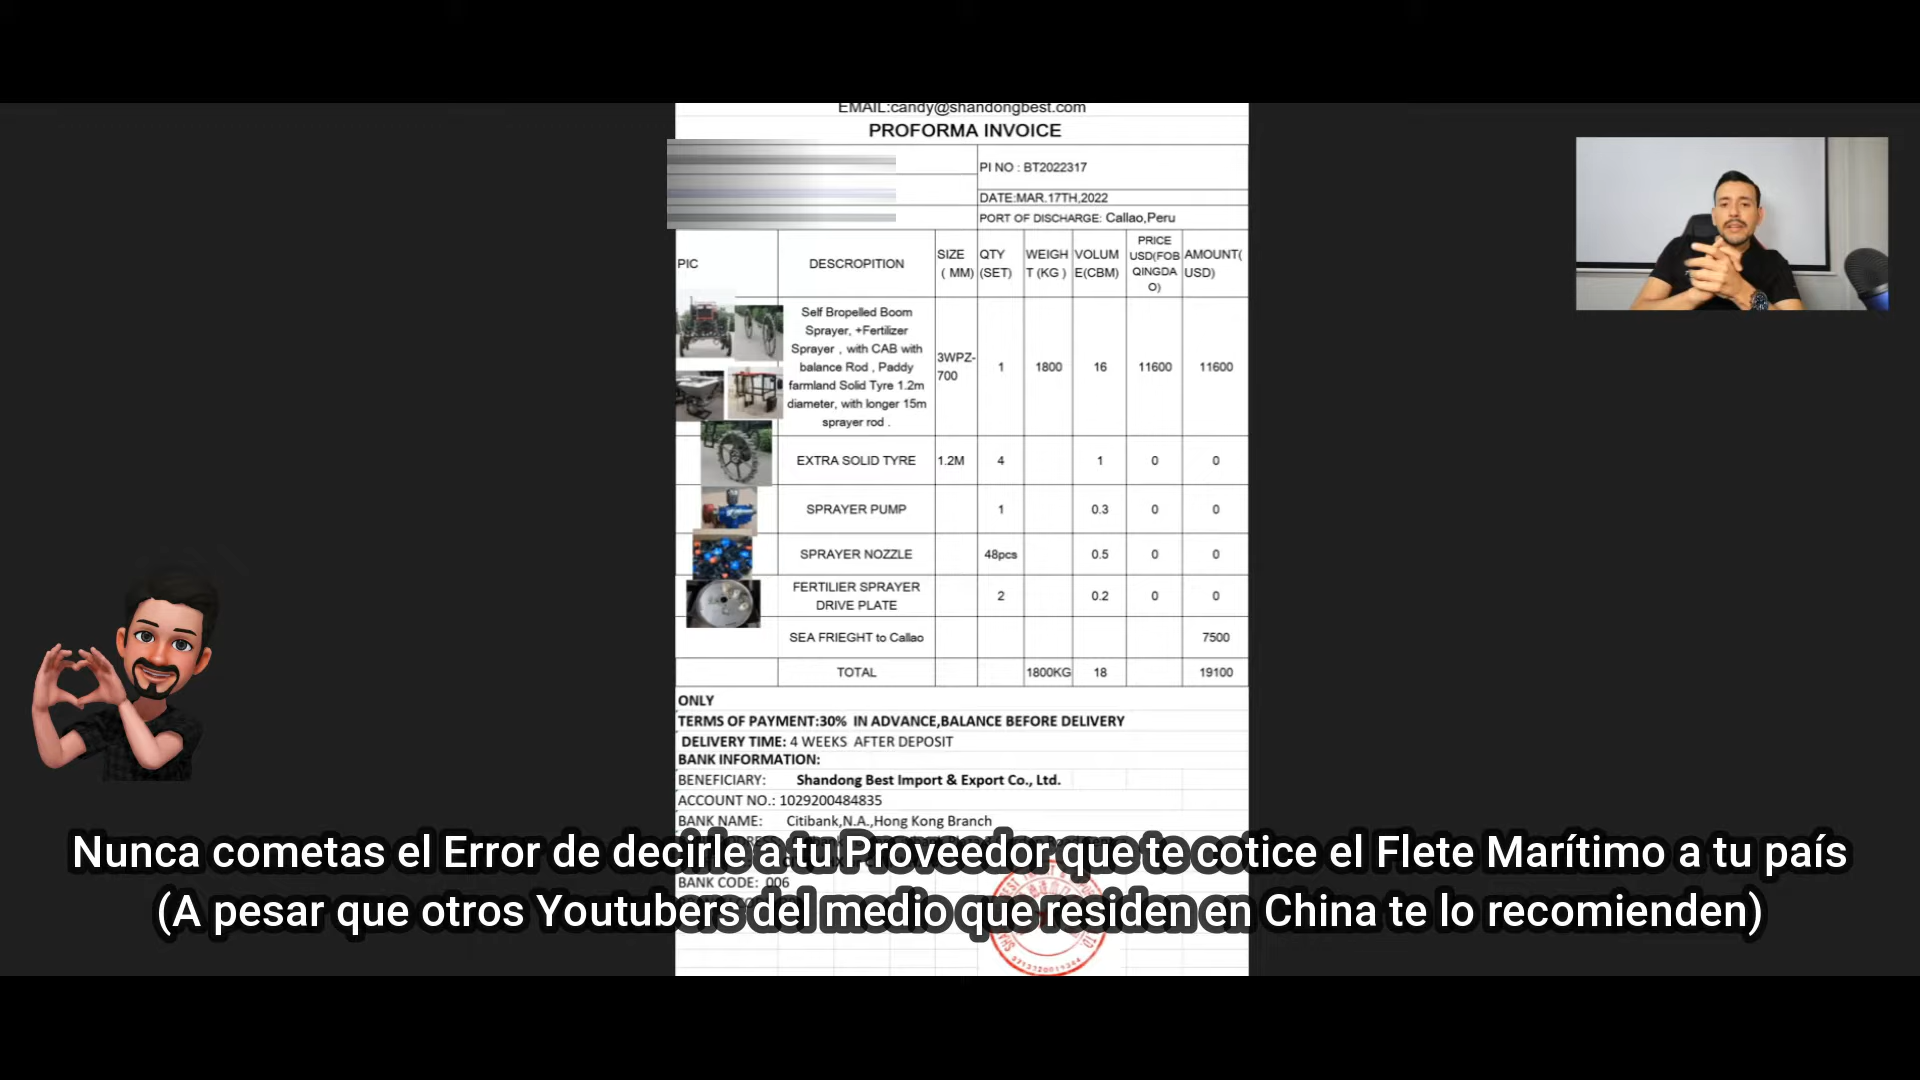 EMAIL:candy@shandongbest.com
PROFORMA INVOICE
PI NO : BT2022317
DATE:MAR.17TH,2022
PORT OF DISCHARGE: Callao,Peru
PIC DESCROPITION SIZE ( MM) QTY (SET) WEIGH T (KG ) VOLUM E(CBM) PRICE USD(FOB QINGDA O) AMOUNT( USD)
Self Bropelled Boom
Sprayer, +Fertilizer
Sprayer , with CAB with
balance Rod , Paddy
farmland Solid Tyre 1.2m
diameter, with longer 15m
sprayer rod .
3WPZ-700 1 1800 16 11600 11600
EXTRA SOLID TYRE 1.2M 4 1 0 0
SPRAYER PUMP 1 0.3 0 0
SPRAYER NOZZLE 48pcs 0.5 0 0
FERTILIER SPRAYER
DRIVE PLATE 2 0.2 0 0
SEA FRIEGHT to Callao 7500
TOTAL 1800KG 18 19100
ONLY
TERMS OF PAYMENT:30% IN ADVANCE,BALANCE BEFORE DELIVERY
DELIVERY TIME: 4 WEEKS AFTER DEPOSIT
BANK INFORMATION:
BENEFICIARY: Shandong Best Import & Export Co., Ltd.
ACCOUNT NO.: 1029200484835
BANK NAME: Citibank,N.A.,Hong Kong Branch
Nunca cometas el Error de decirle a tu Proveedor que te cotice el Flete Marítimo a tu país
BANK CODE: 006
(A pesar que otros Youtubers del medio que residen en China te lo recomienden)